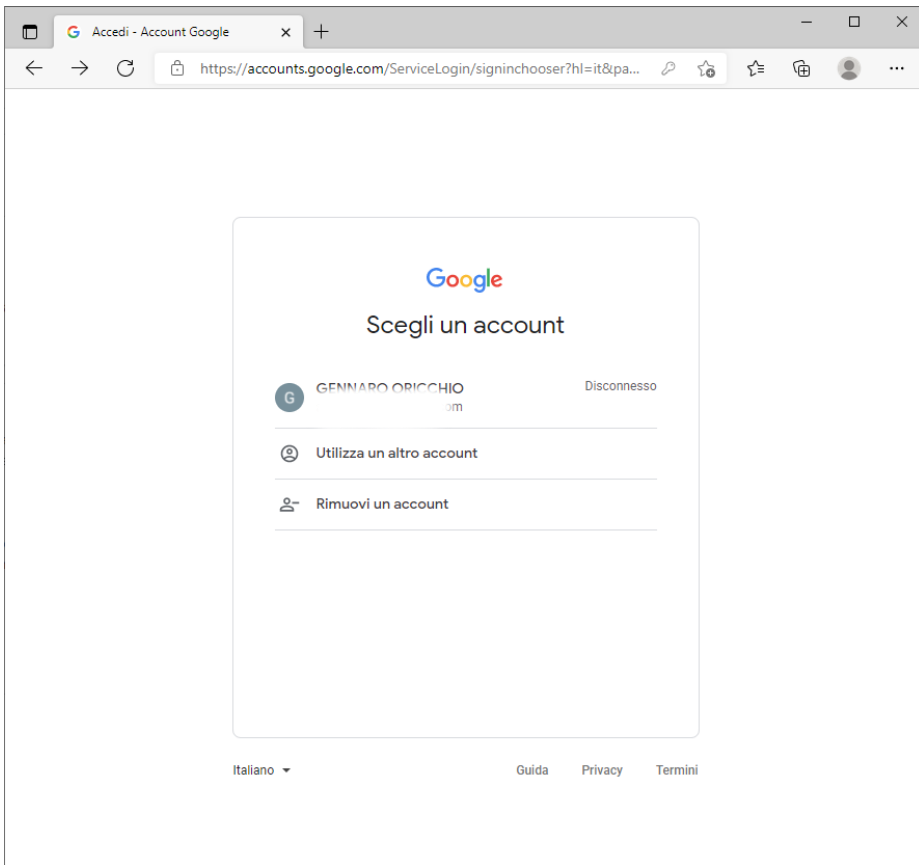 Accedi - Account Google
https://accounts.google.com/ServiceLogin/signinchooser?hl=it&pa...
Google
Scegli un account
G GENNARO ORICCHIO Disconnesso
om
Utilizza un altro account
Rimuovi un account
Italiano Guida Privacy Termini